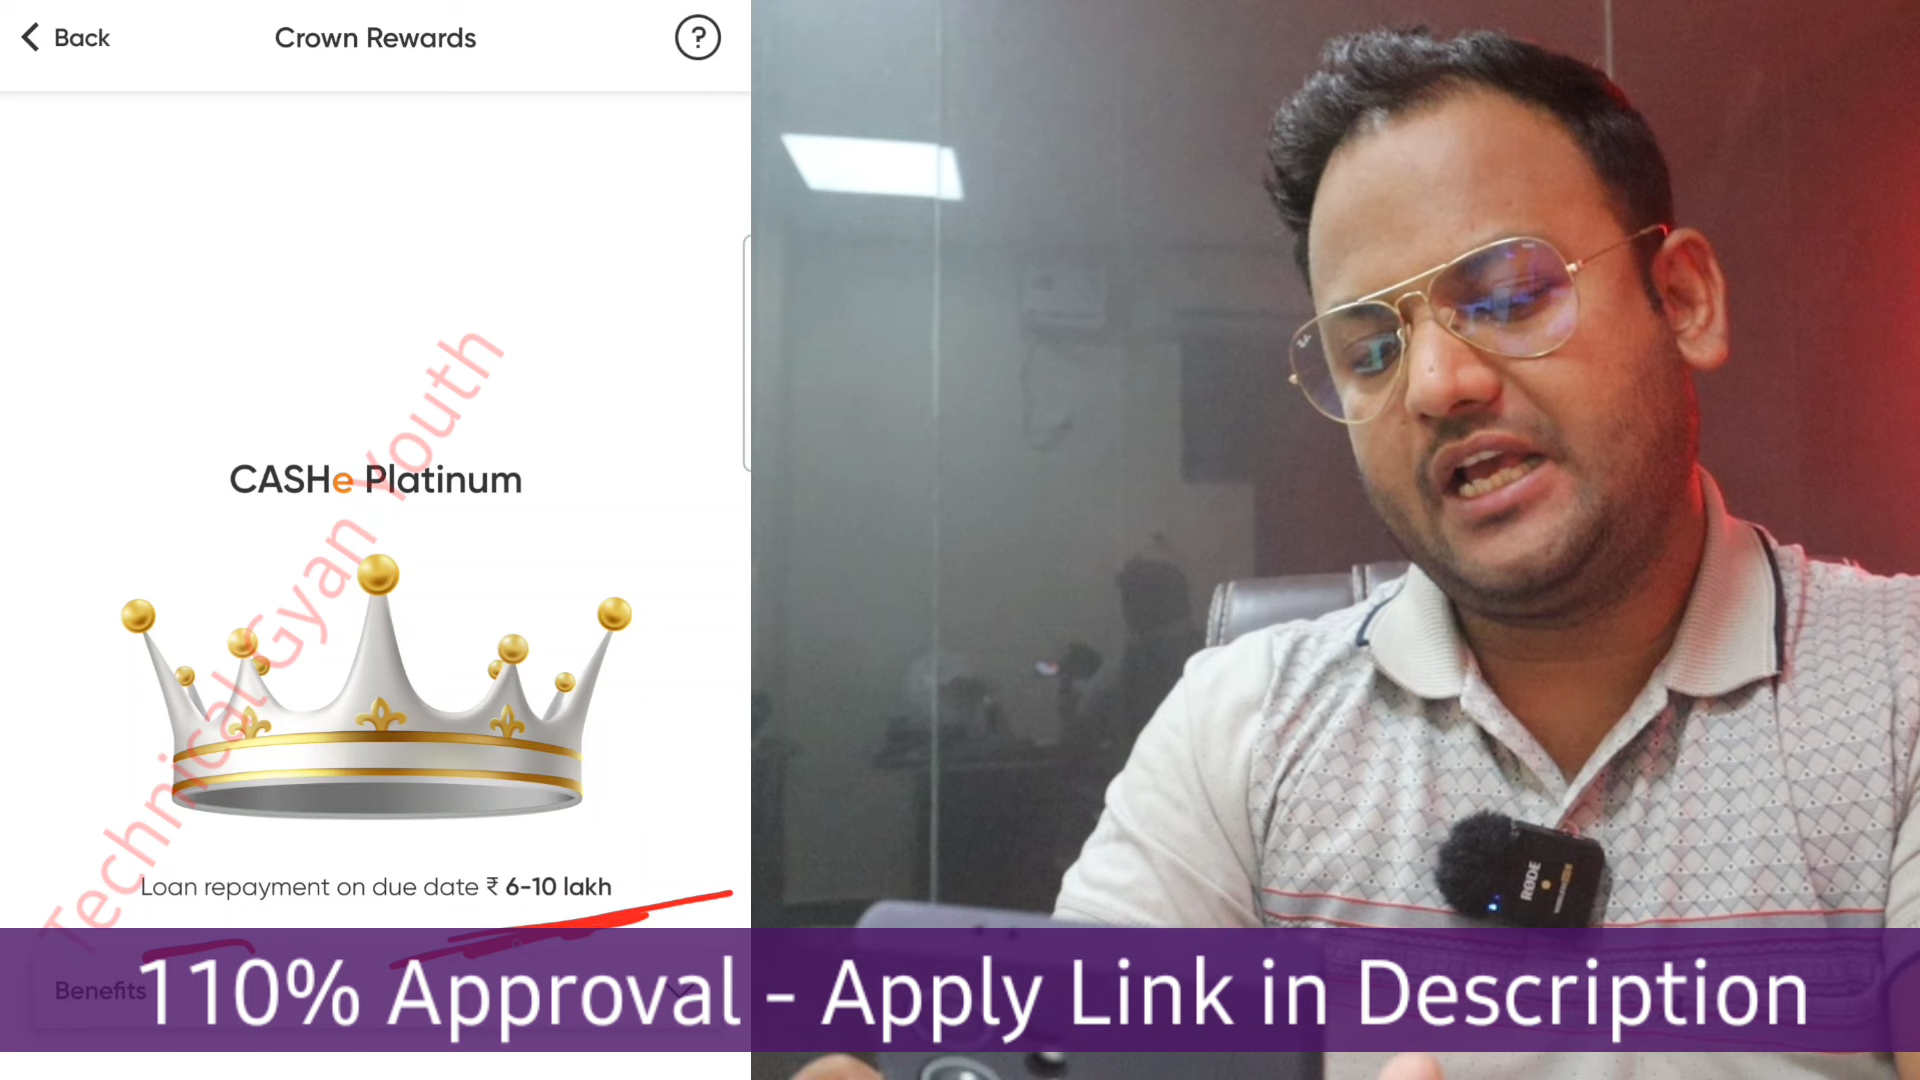 Back
Crown Rewards
?
Technical Gyan Youth
CASHe Platinum
Loan repayment on due date ₹ 6-10 lakh
Benefits
110% Approval - Apply Link in Description
RØDE